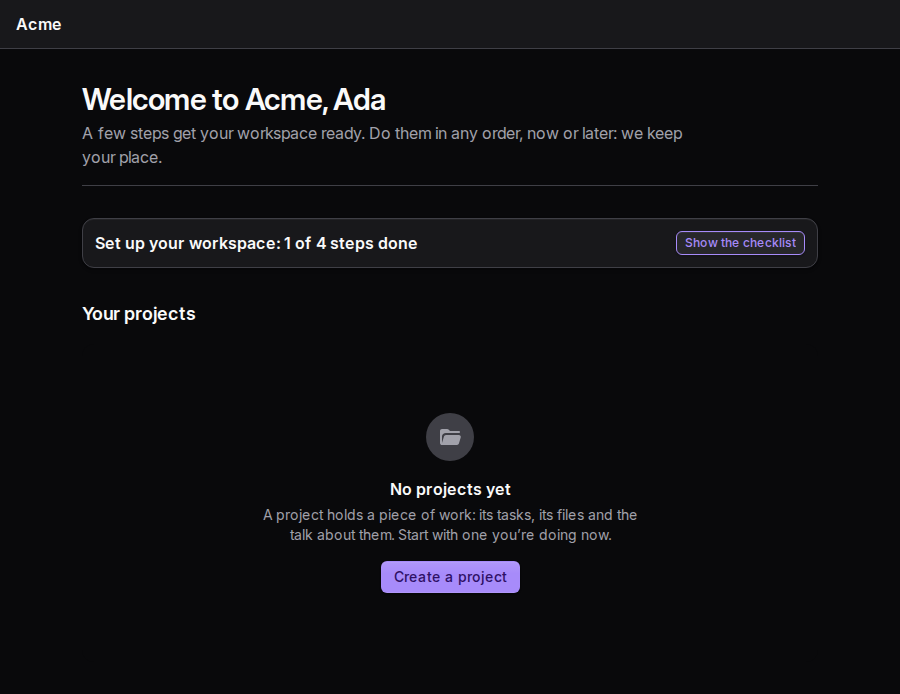 Acme
Welcome to Acme, Ada
A few steps get your workspace ready. Do them in any order, now or later: we keep
your place.
Set up your workspace: 1 of 4 steps done
Show the checklist
Your projects
No projects yet
A project holds a piece of work: its tasks, its files and the
talk about them. Start with one you’re doing now.
Create a project